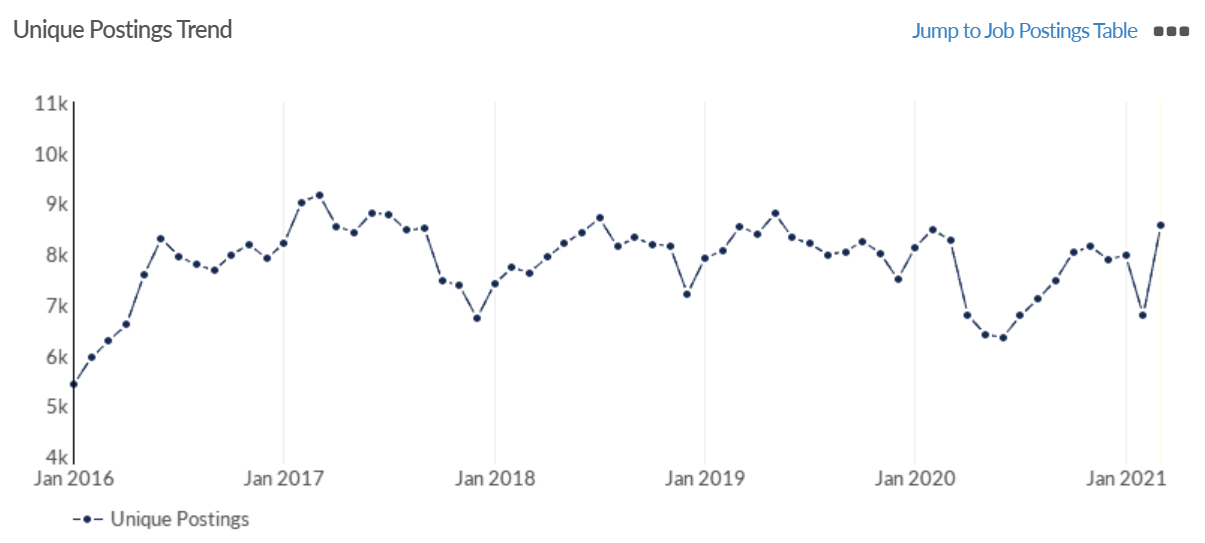 Unique Postings Trend
Jump to Job Postings Table
11k
10k
9k
8k
7k
6k
5k
4k
Jan 2016 Jan 2017 Jan 2018 Jan 2019 Jan 2020 Jan 2021
Unique Postings